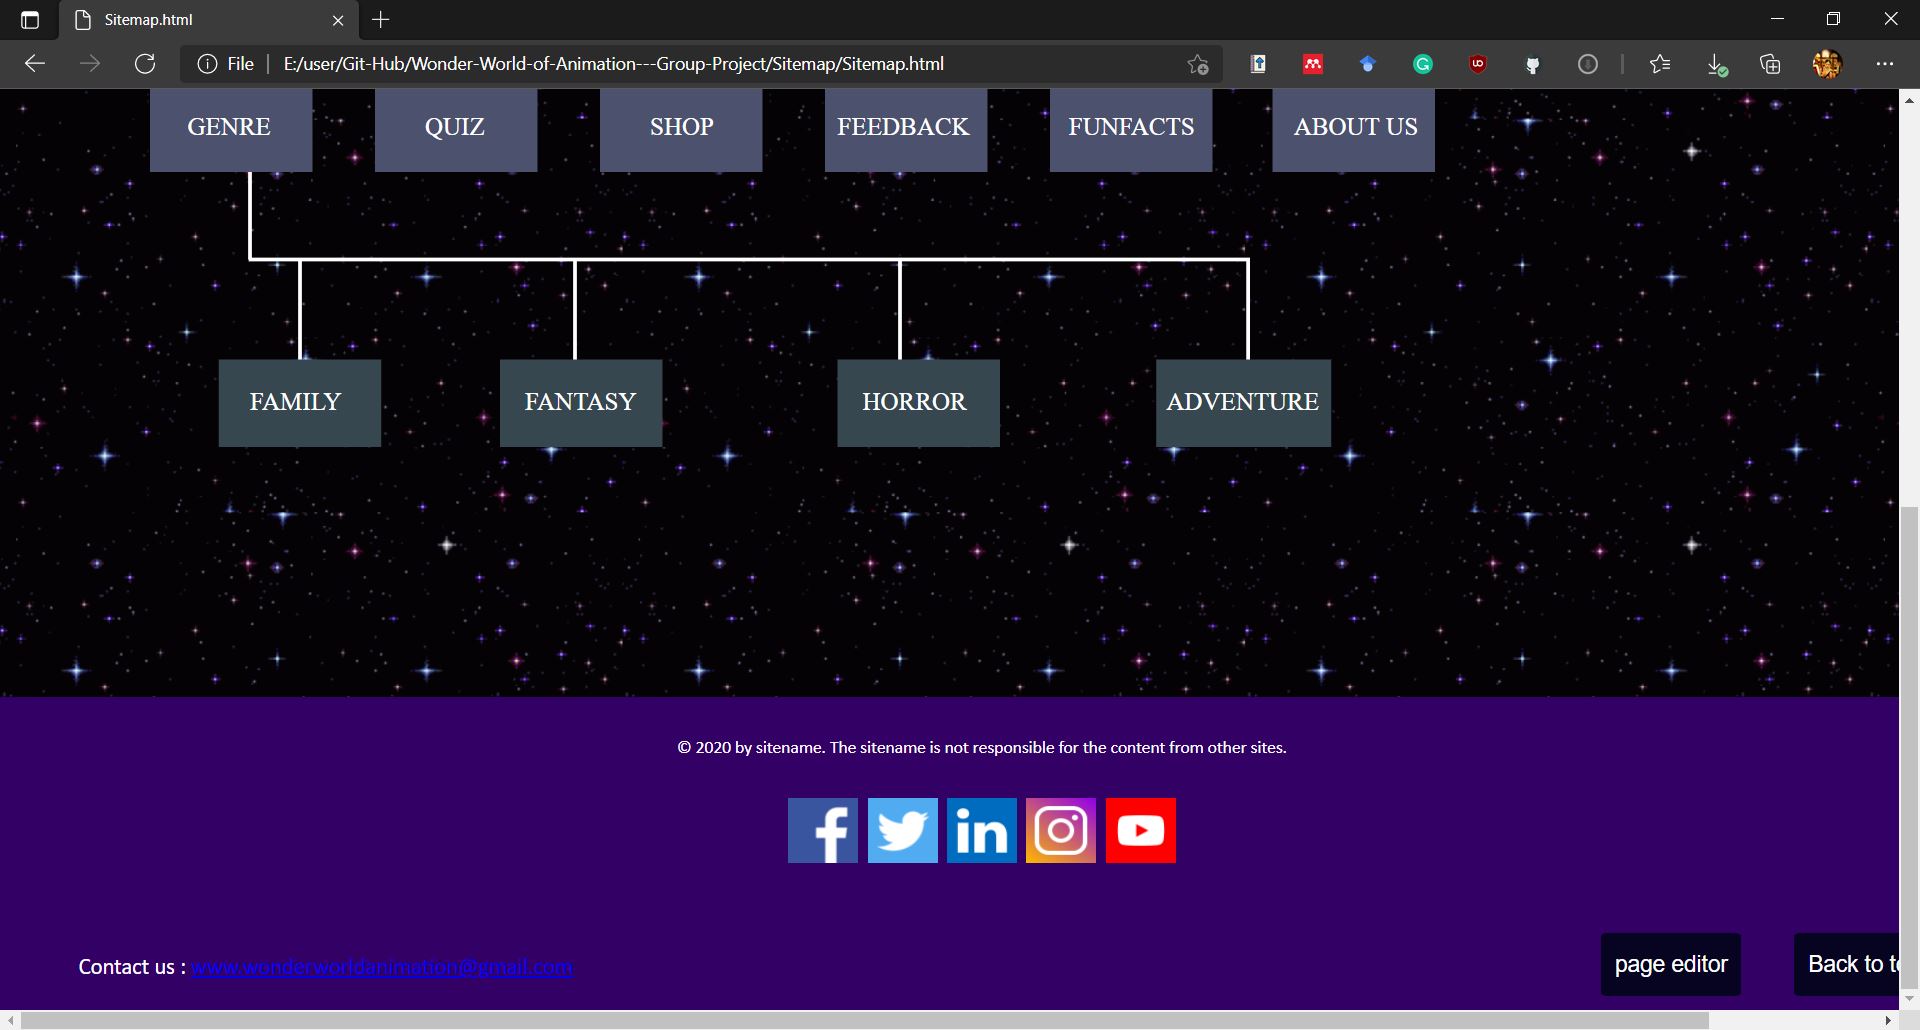 Sitemap.html
File
E:/user/Git-Hub/Wonder-World-of-Animation---Group-Project/Sitemap/Sitemap.html
GENRE QUIZ SHOP FEEDBACK FUNFACTS ABOUT US
FAMILY FANTASY HORROR ADVENTURE
© 2020 by sitename. The sitename is not responsible for the content from other sites.
Contact us : www.wonderworldanimation@gmail.com
page editor Back to